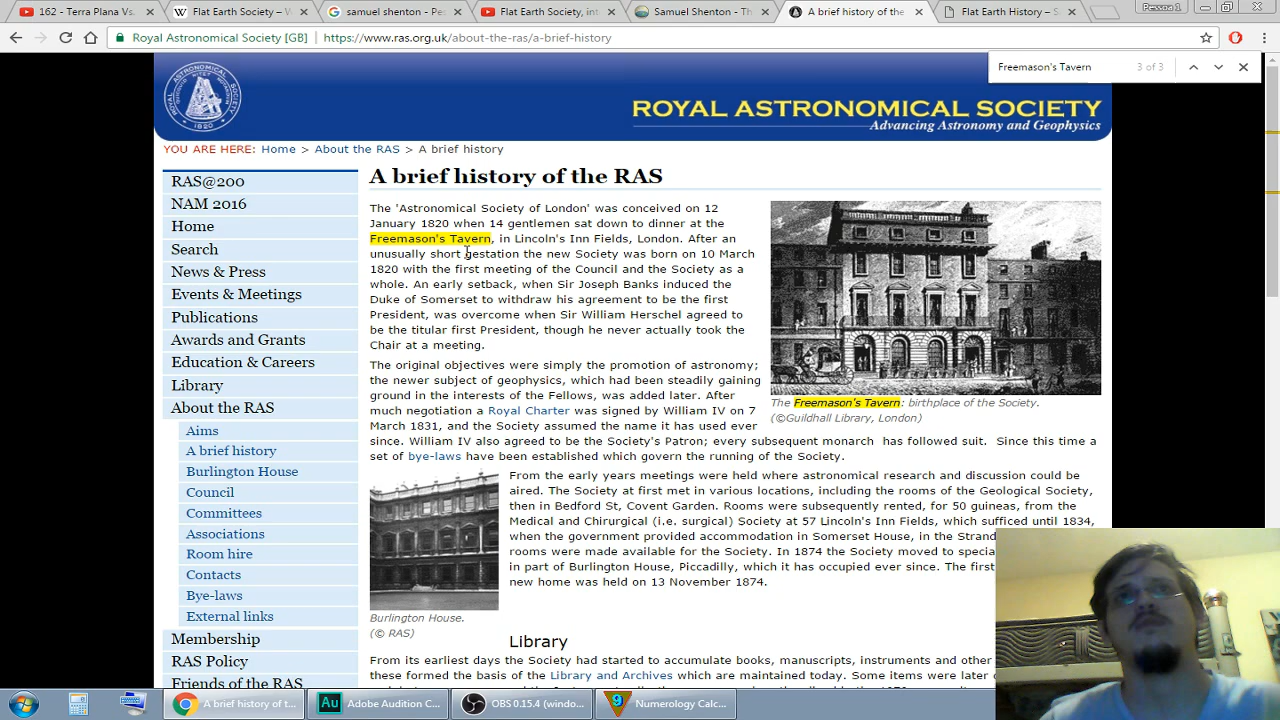 162 - Terra Plana Vs.
Flat Earth Society – W
samuel shenton - Pes
Flat Earth Society, int
Samuel Shenton - Th
A brief history of the
Flat Earth History – S
Pessoa 1
Royal Astronomical Society [GB]
https://www.ras.org.uk/about-the-ras/a-brief-history
Freemason's Tavern
3 of 3
ROYAL ASTRONOMICAL SOCIETY
Advancing Astronomy and Geophysics
YOU ARE HERE: Home > About the RAS > A brief history
RAS@200
NAM 2016
Home
Search
News & Press
Events & Meetings
Publications
Awards and Grants
Education & Careers
Library
About the RAS
Aims
A brief history
Burlington House
Council
Committees
Associations
Room hire
Contacts
Bye-laws
External links
Membership
RAS Policy
Friends of the RAS
A brief history of the RAS
The 'Astronomical Society of London' was conceived on 12
January 1820 when 14 gentlemen sat down to dinner at the
Freemason's Tavern, in Lincoln's Inn Fields, London. After an
unusually short gestation the new Society was born on 10 March
1820 with the first meeting of the Council and the Society as a
whole. An early setback, when Sir Joseph Banks induced the
Duke of Somerset to withdraw his agreement to be the first
President, was overcome when Sir William Herschel agreed to
be the titular first President, though he never actually took the
Chair at a meeting.
The Freemason's Tavern: birthplace of the Society.
(©Guildhall Library, London)
The original objectives were simply the promotion of astronomy;
the newer subject of geophysics, which had been steadily gaining
ground in the interests of the Fellows, was added later. After
much negotiation a Royal Charter was signed by William IV on 7
March 1831, and the Society assumed the name it has used ever
since. William IV also agreed to be the Society's Patron; every subsequent monarch has followed suit. Since this time a
set of bye-laws have been established which govern the running of the Society.
From the early years meetings were held where astronomical research and discussion could be
aired. The Society at first met in various locations, including the rooms of the Geological Society,
then in Bedford St, Covent Garden. Rooms were subsequently rented, for 50 guineas, from the
Medical and Chirurgical (i.e. surgical) Society at 57 Lincoln's Inn Fields, which sufficed until 1834,
when the government provided accommodation in Somerset House, in the Strand
rooms were made available for the Society. In 1874 the Society moved to
in part of Burlington House, Piccadilly, which it has occupied ever since. The first
new home was held on 13 November 1874.
Burlington House.
(© RAS)
Library
From its earliest days the Society had started to accumulate books, manuscripts, instruments and other
these formed the basis of the Library and Archives which are maintained today. Some items were later
A brief history of t...
Adobe Audition C...
OBS 0.15.4 (windo...
Numerology Calc...